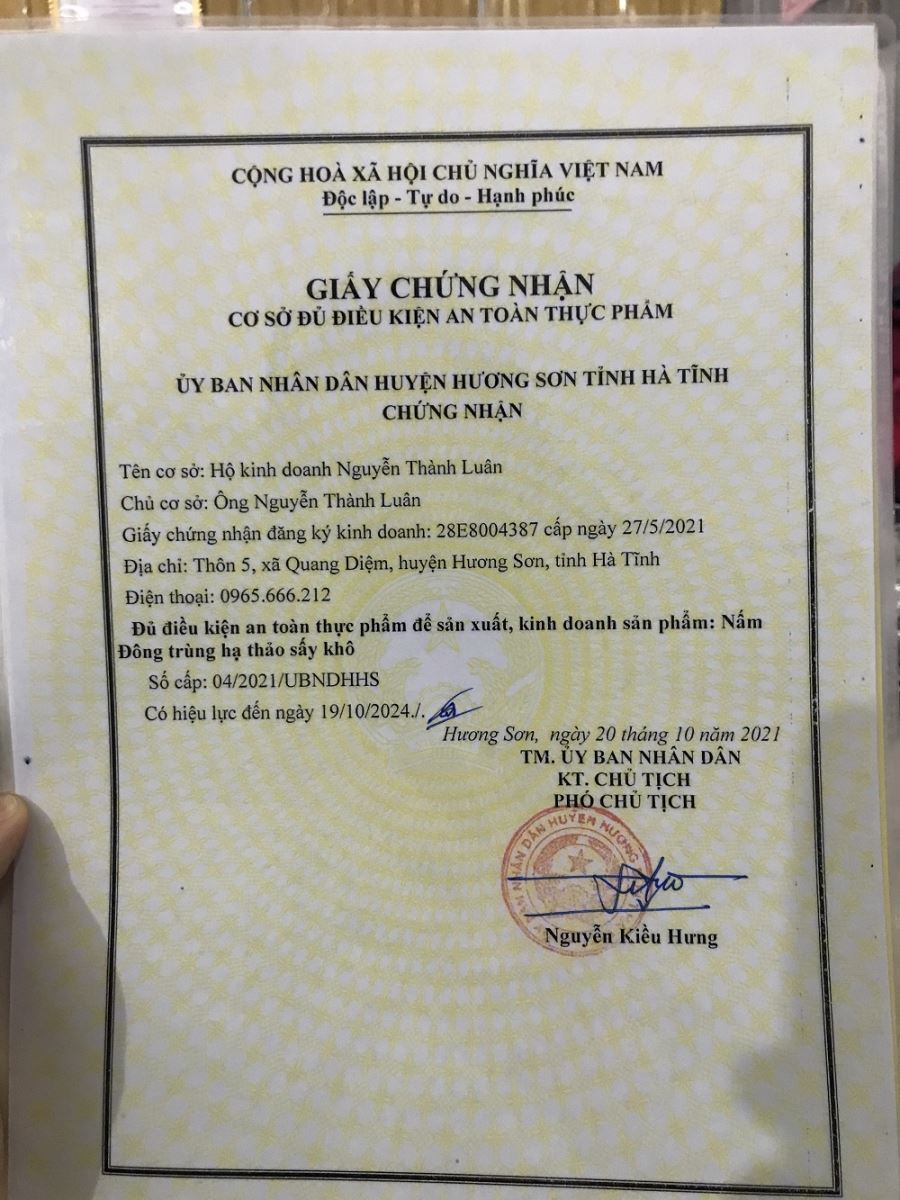 CỘNG HOÀ XÃ HỘI CHỦ NGHĨA VIỆT NAM
Độc lập - Tự do - Hạnh phúc
GIẤY CHỨNG NHẬN
CƠ SỞ ĐỦ ĐIỀU KIỆN AN TOÀN THỰC PHẨM
ỦY BAN NHÂN DÂN HUYỆN HƯƠNG SƠN TỈNH HÀ TĨNH
CHỨNG NHẬN
Tên cơ sở: Hộ kinh doanh Nguyễn Thành Luân
Chủ cơ sở: Ông Nguyễn Thành Luân
Giấy chứng nhận đăng ký kinh doanh: 28E8004387 cấp ngày 27/5/2021
Địa chỉ: Thôn 5, xã Quang Diệm, huyện Hương Sơn, tỉnh Hà Tĩnh
Điện thoại: 0965.666.212
Đủ điều kiện an toàn thực phẩm để sản xuất, kinh doanh sản phẩm: Nấm
Đông trùng hạ thảo sấy khô
Số cấp: 04/2021/UBNDHHS
Có hiệu lực đến ngày 19/10/2024./.
Hương Sơn, ngày 20 tháng 10 năm 2021
TM. ỦY BAN NHÂN DÂN
KT. CHỦ TỊCH
PHÓ CHỦ TỊCH
BAN NHÂN DÂN HUYỆN HƯƠNG
Nguyễn Kiều Hưng